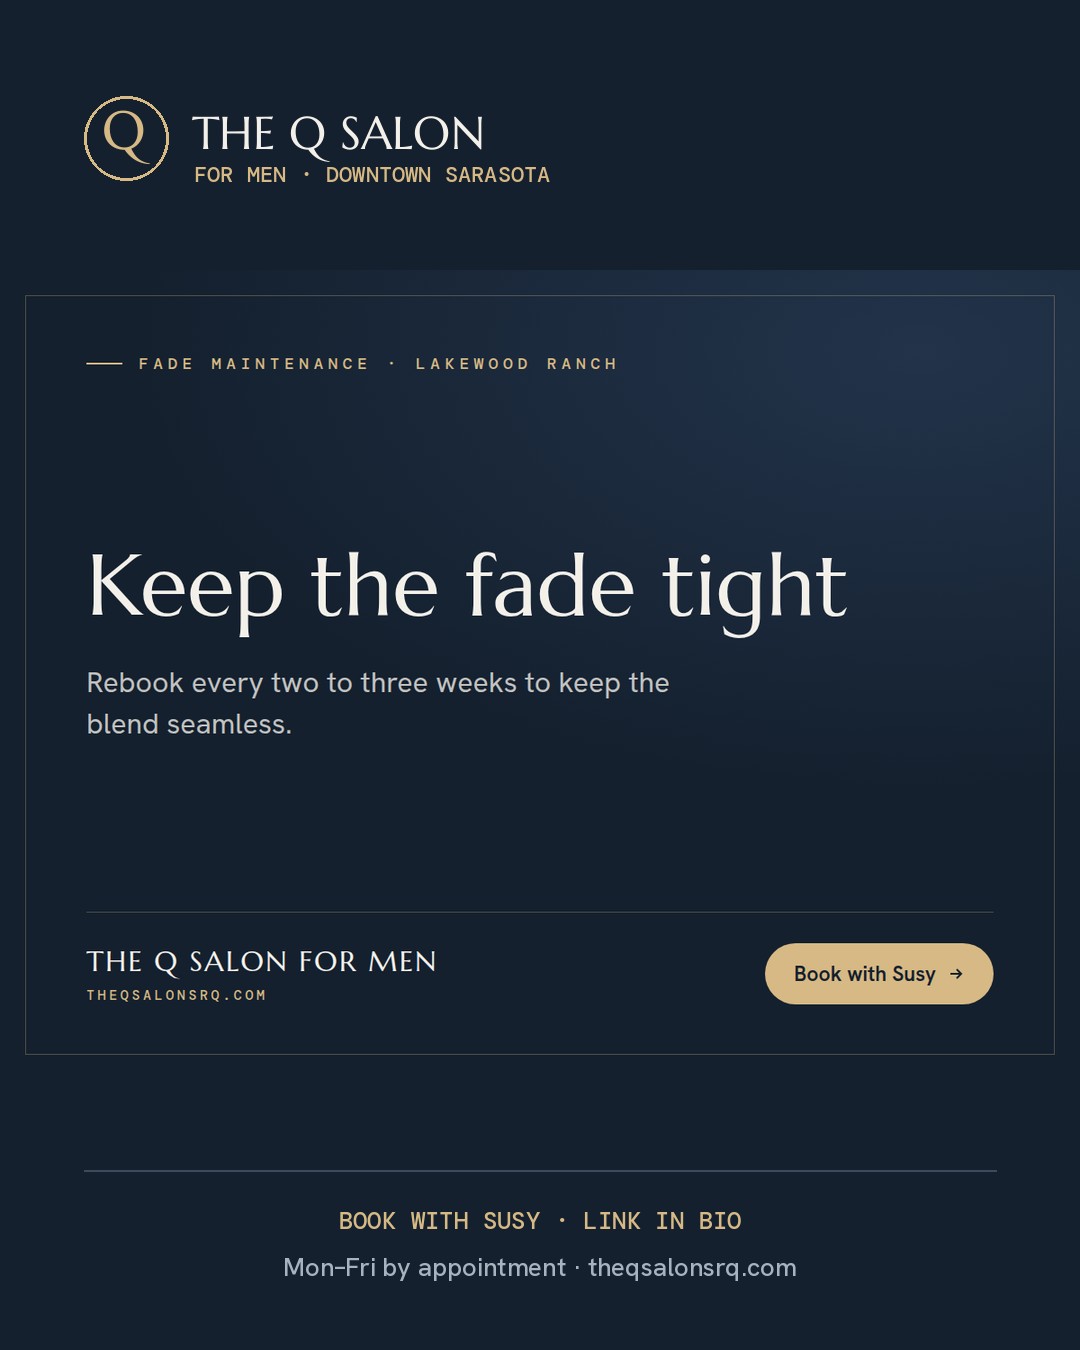 Q
THE Q SALON
FOR MEN · DOWNTOWN SARASOTA
FADE MAINTENANCE · LAKEWOOD RANCH
Keep the fade tight
Rebook every two to three weeks to keep the
blend seamless.
THE Q SALON FOR MEN
THEQSALONSRQ.COM
Book with Susy →
BOOK WITH SUSY · LINK IN BIO
Mon–Fri by appointment · theqsalonsrq.com